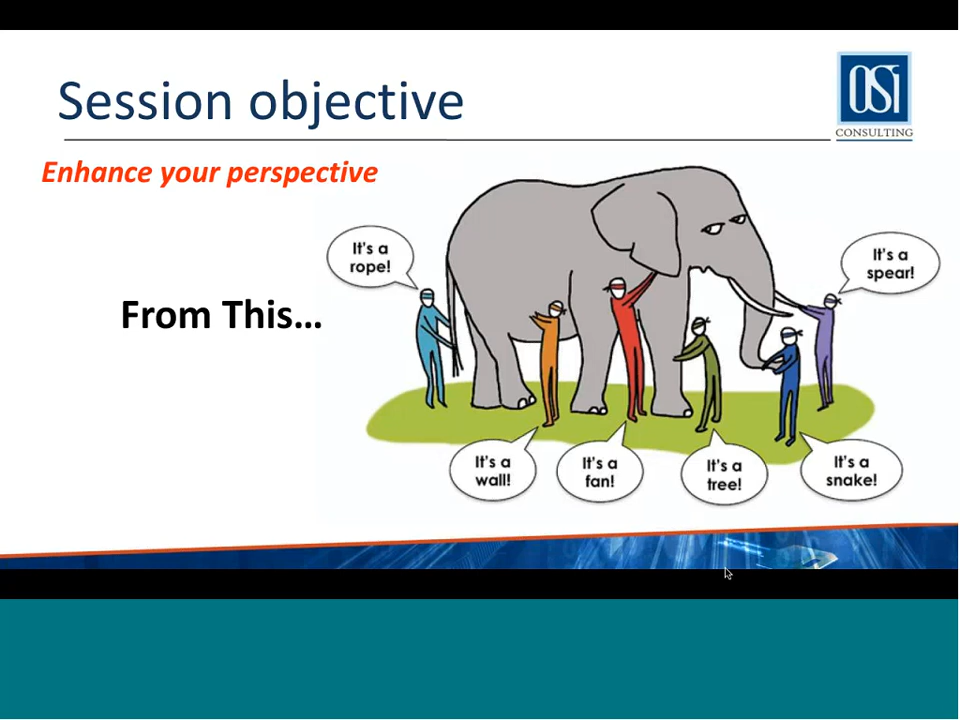 Session objective
OSi
CONSULTING
Enhance your perspective
It's a
rope!
It's a
spear!
From This...
It's a
wall!
It's a
fan!
It's a
tree!
It's a
snake!